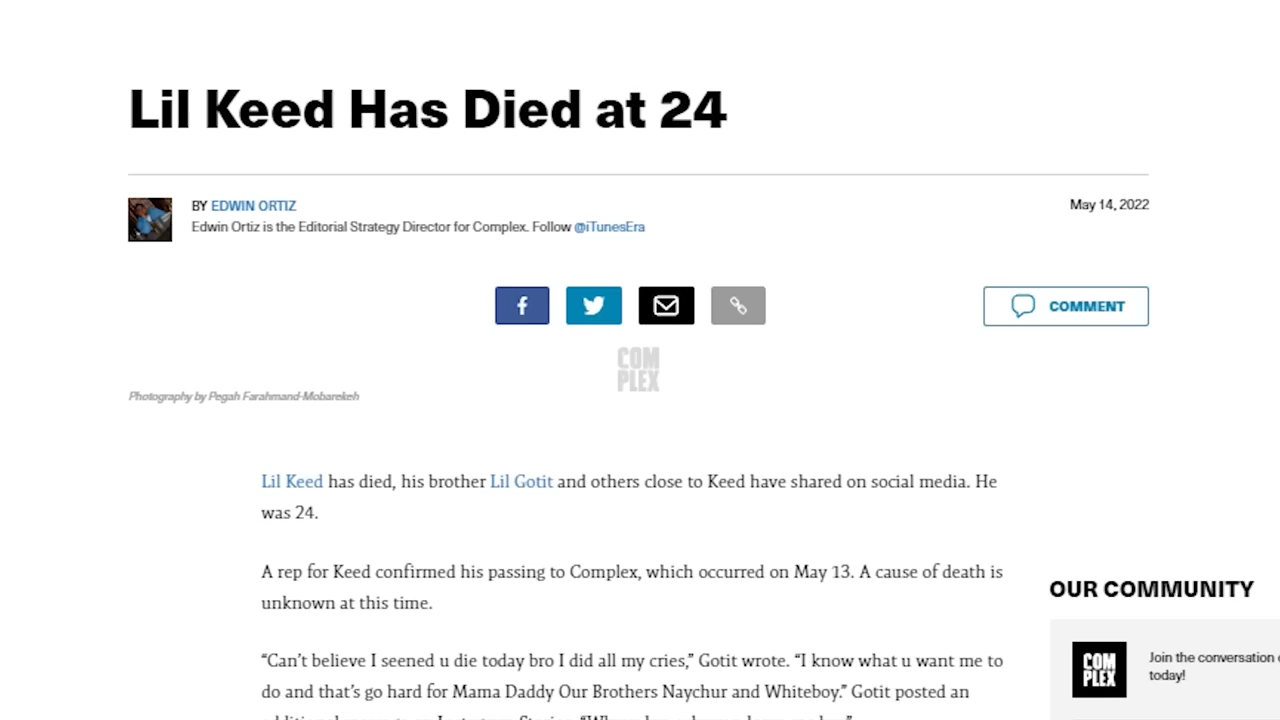 Lil Keed Has Died at 24
BY EDWIN ORTIZ
May 14, 2022
Edwin Ortiz is the Editorial Strategy Director for Complex. Follow @iTunesEra
COMMENT
COM
PLEX
Photography by Pegah Farahmand-Mobarekeh
Lil Keed has died, his brother Lil Gotit and others close to Keed have shared on social media. He
was 24.
A rep for Keed confirmed his passing to Complex, which occurred on May 13. A cause of death is
unknown at this time.
“Can’t believe I seened u die today bro I did all my cries,” Gotit wrote. “I know what u want me to
do and that’s go hard for Mama Daddy Our Brothers Naychur and Whiteboy.” Gotit posted an
OUR COMMUNITY
COM
PLEX
Join the conversation
today!